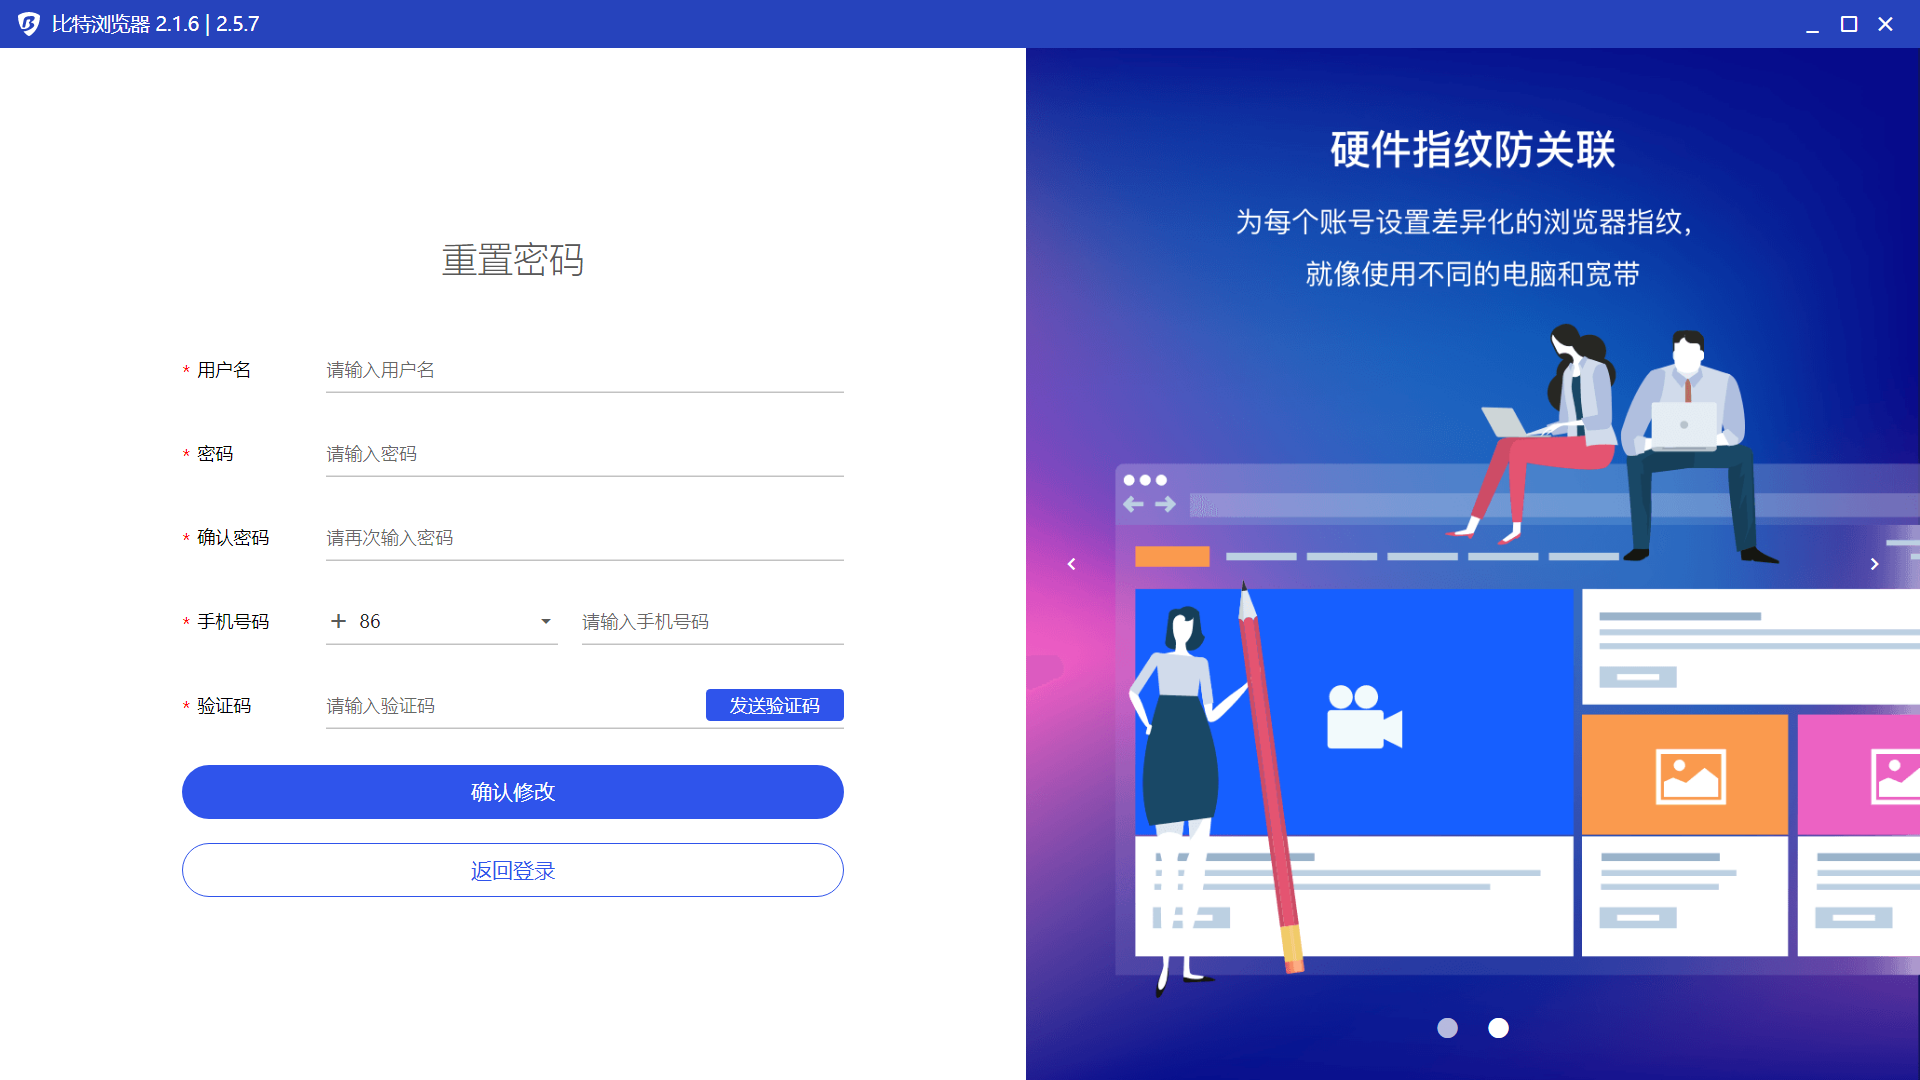 比特浏览器 2.1.6 | 2.5.7
重置密码
* 用户名 请输入用户名
* 密码 请输入密码
* 确认密码 请再次输入密码
* 手机号码 + 86 请输入手机号码
* 验证码 请输入验证码 发送验证码
确认修改
返回登录
硬件指纹防关联
为每个账号设置差异化的浏览器指纹,
就像使用不同的电脑和宽带